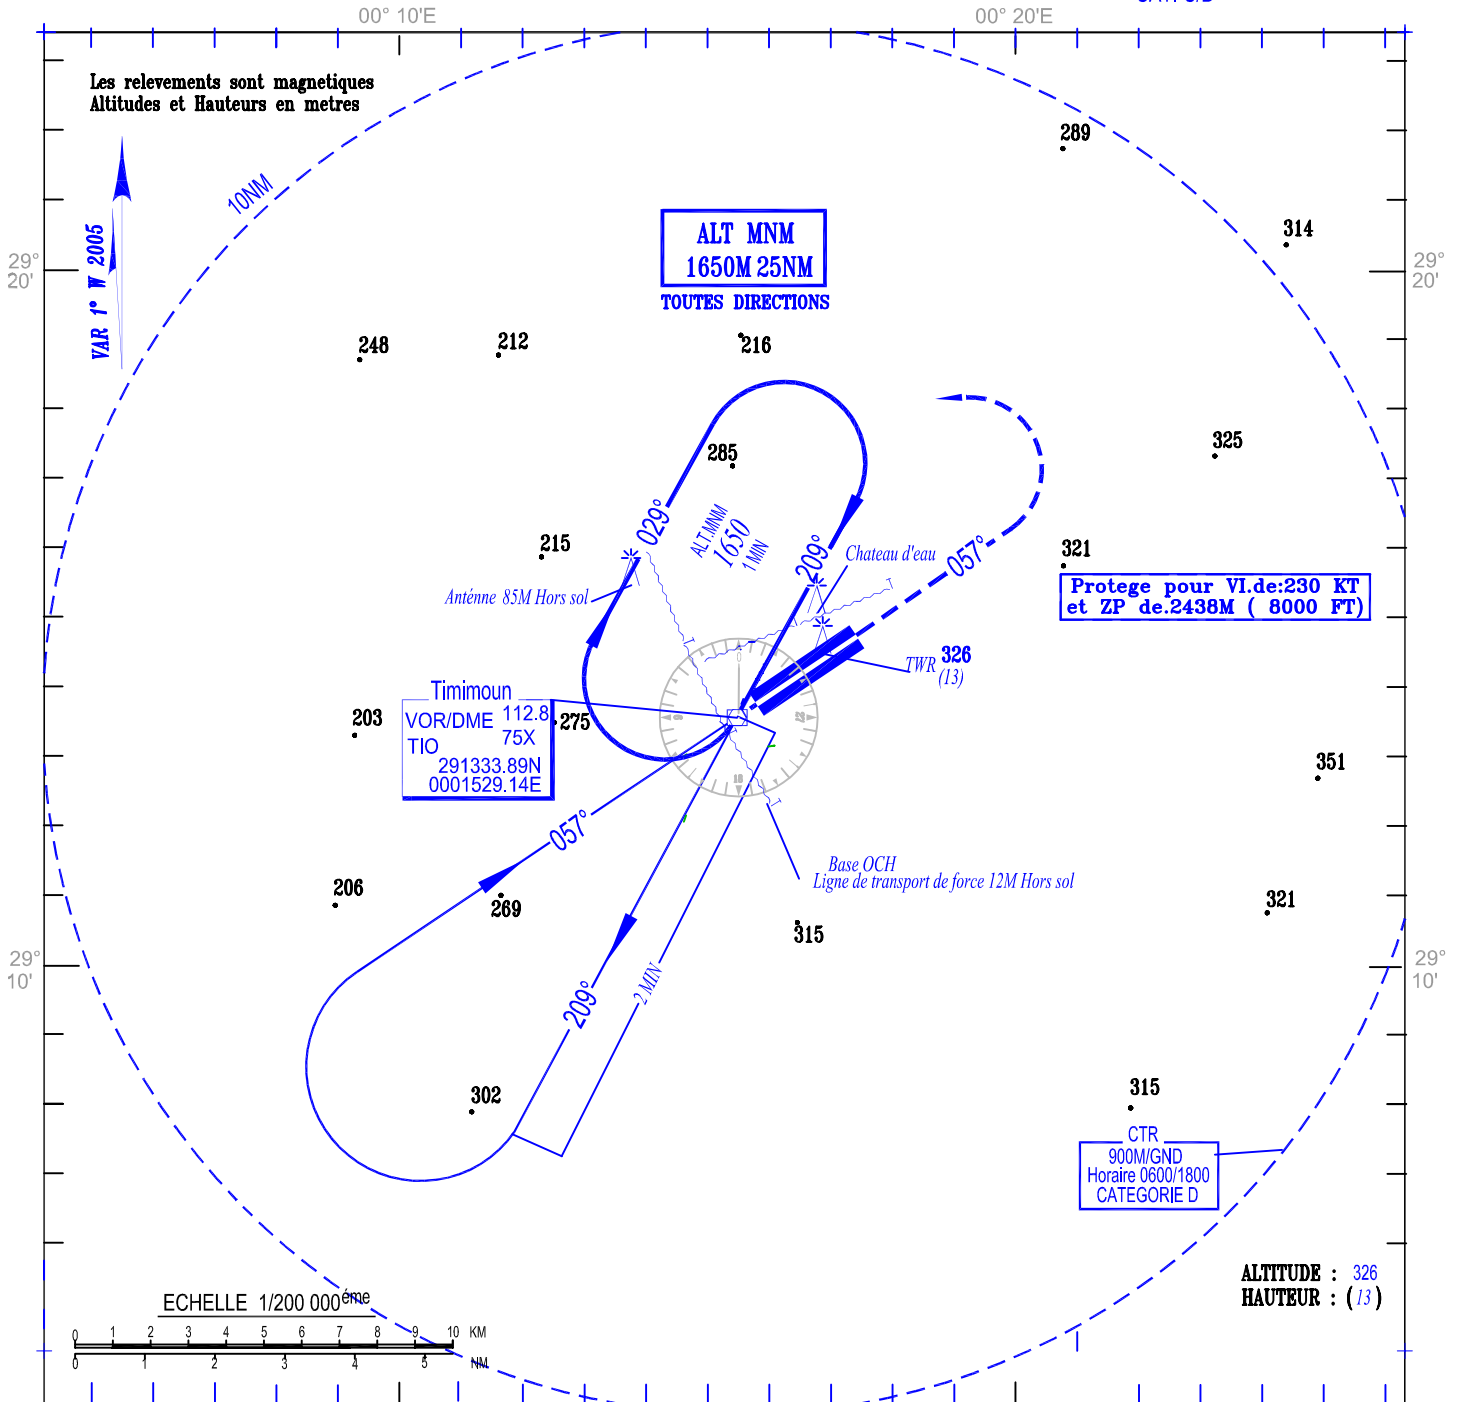 00° 10'E
00° 20'E
Les relevements sont magnetiques
Altitudes et Hauteurs en metres
289
10NM
314
ALT MNM
1650M 25NM
TOUTES DIRECTIONS
VAR 1° W 2005
29°
20'
29°
20'
248
212
216
325
285
029°
ALT.MNM
1650
1 MIN
209°
057°
Chateau d'eau
215
321
Anténne 85M Hors sol
Protege pour VI.de:230 KT
et ZP de.2438M ( 8000 FT)
TWR 326
(13)
Timimoun
VOR/DME 112.8
TIO 75X
291333.89N
0001529.14E
275
203
351
057°
Base OCH
Ligne de transport de force 12M Hors sol
206
269
321
315
29°
10'
29°
10'
209°
2 MIN
302
315
CTR
900M/GND
Horaire 0600/1800
CATEGORIE D
ALTITUDE : 326
HAUTEUR : (13)
ECHELLE 1/200 000éme
0 1 2 3 4 5 6 7 8 9 10 KM
0 1 2 3 4 5 NM